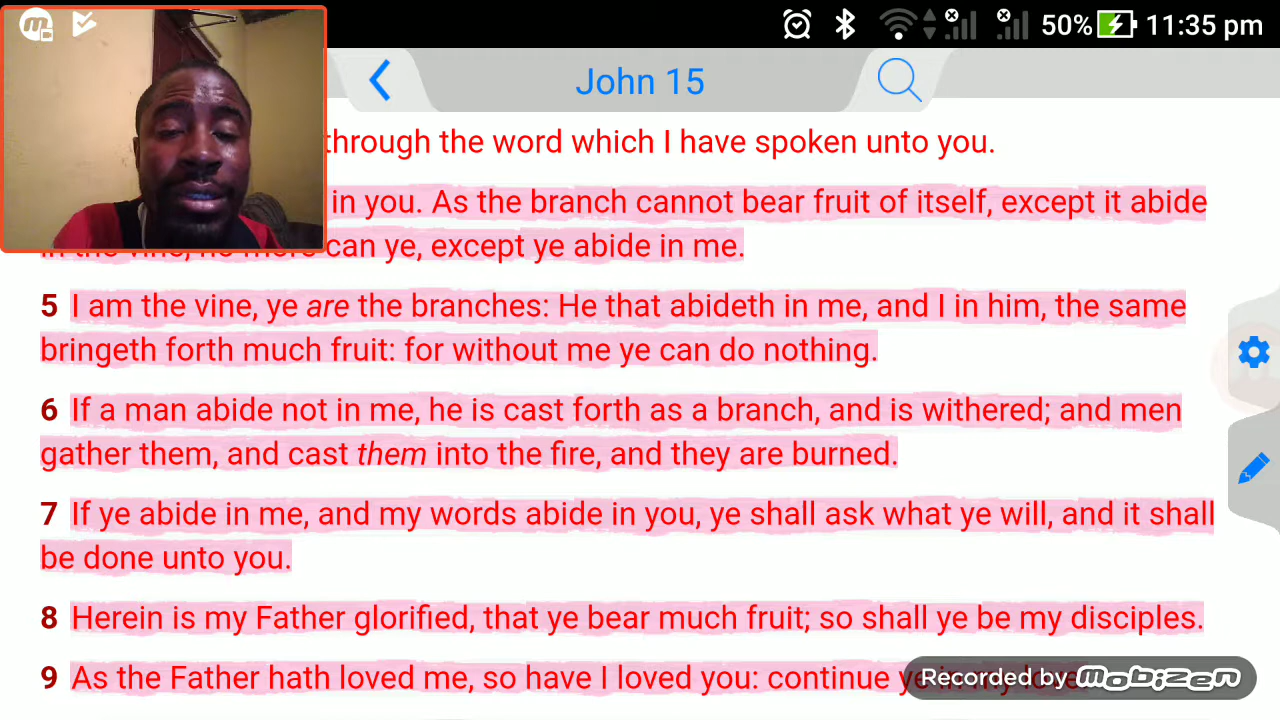 50% 11:35 pm
John 15
through the word which I have spoken unto you.
in you. As the branch cannot bear fruit of itself, except it abide
can ye, except ye abide in me.
5 I am the vine, ye are the branches: He that abideth in me, and I in him, the same
bringeth forth much fruit: for without me ye can do nothing.
6 If a man abide not in me, he is cast forth as a branch, and is withered; and men
gather them, and cast them into the fire, and they are burned.
7 If ye abide in me, and my words abide in you, ye shall ask what ye will, and it shall
be done unto you.
8 Herein is my Father glorified, that ye bear much fruit; so shall ye be my disciples.
9 As the Father hath loved me, so have I loved you: continue ye
Recorded by MOBIZEN